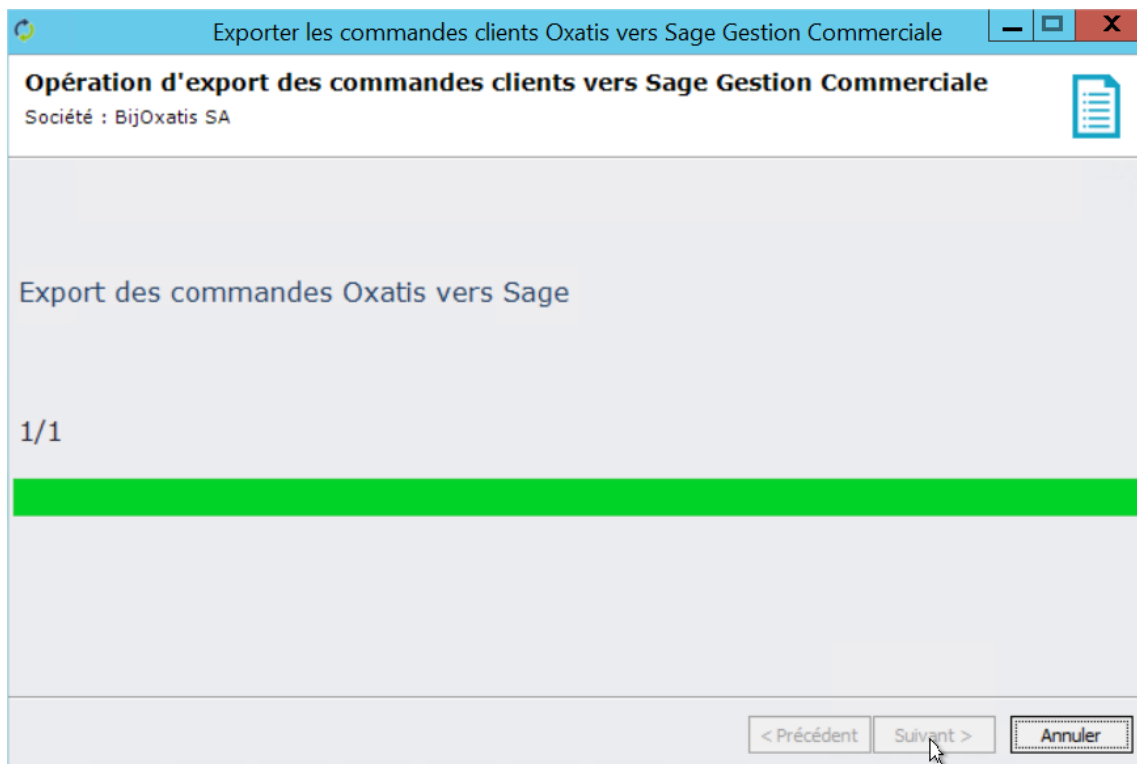 Exporter les commandes clients Oxatis vers Sage Gestion Commerciale
Opération d'export des commandes clients vers Sage Gestion Commerciale
Société : BijOxatis SA
Export des commandes Oxatis vers Sage
1/1
< Précédent Suivant > Annuler